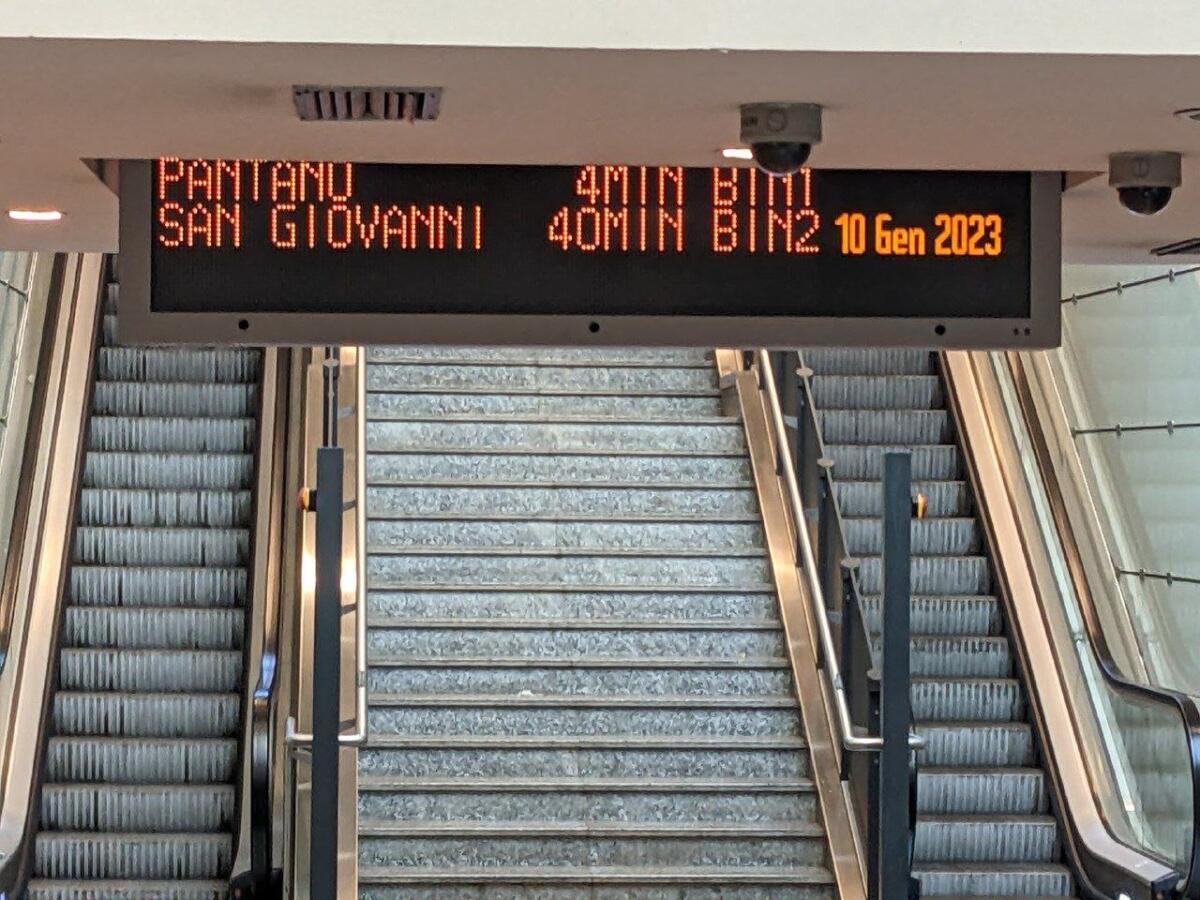 PANTANO 4MIN BIN1
SAN GIOVANNI 40MIN BIN2 10 Gen 2023